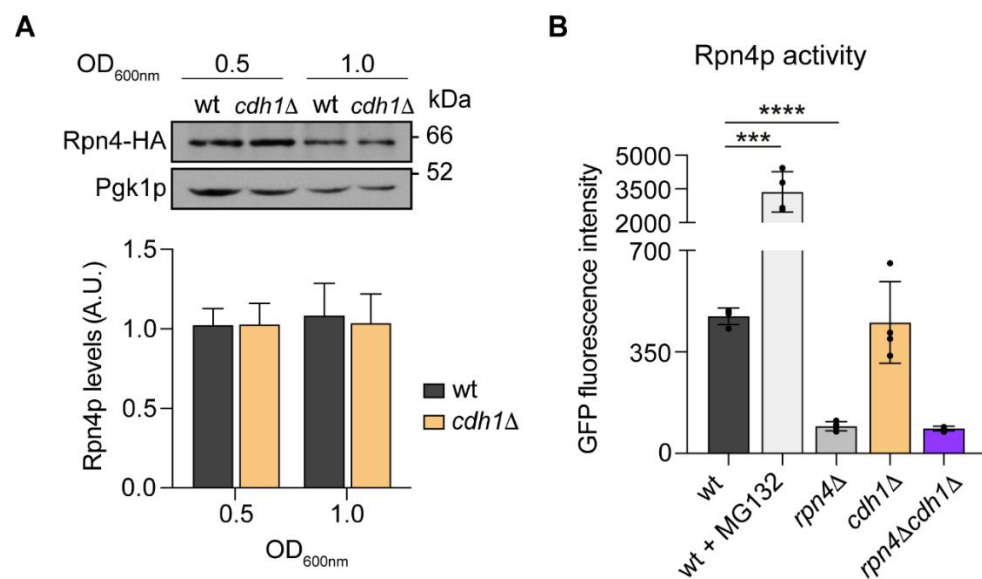 A
OD600nm 0.5 1.0
wt cdh1Δ wt cdh1Δ kDa
Rpn4-HA 66
Pgk1p 52
Rpn4p levels (A.U.)
1.5
1.0
0.5
0.0
0.5 1.0
OD600nm
wt
cdh1Δ
B
Rpn4p activity
****
***
GFP fluorescence intensity
5000
3500
2000
700
350
0
wt
wt + MG132
rpn4Δ
cdh1Δ
rpn4Δcdh1Δ